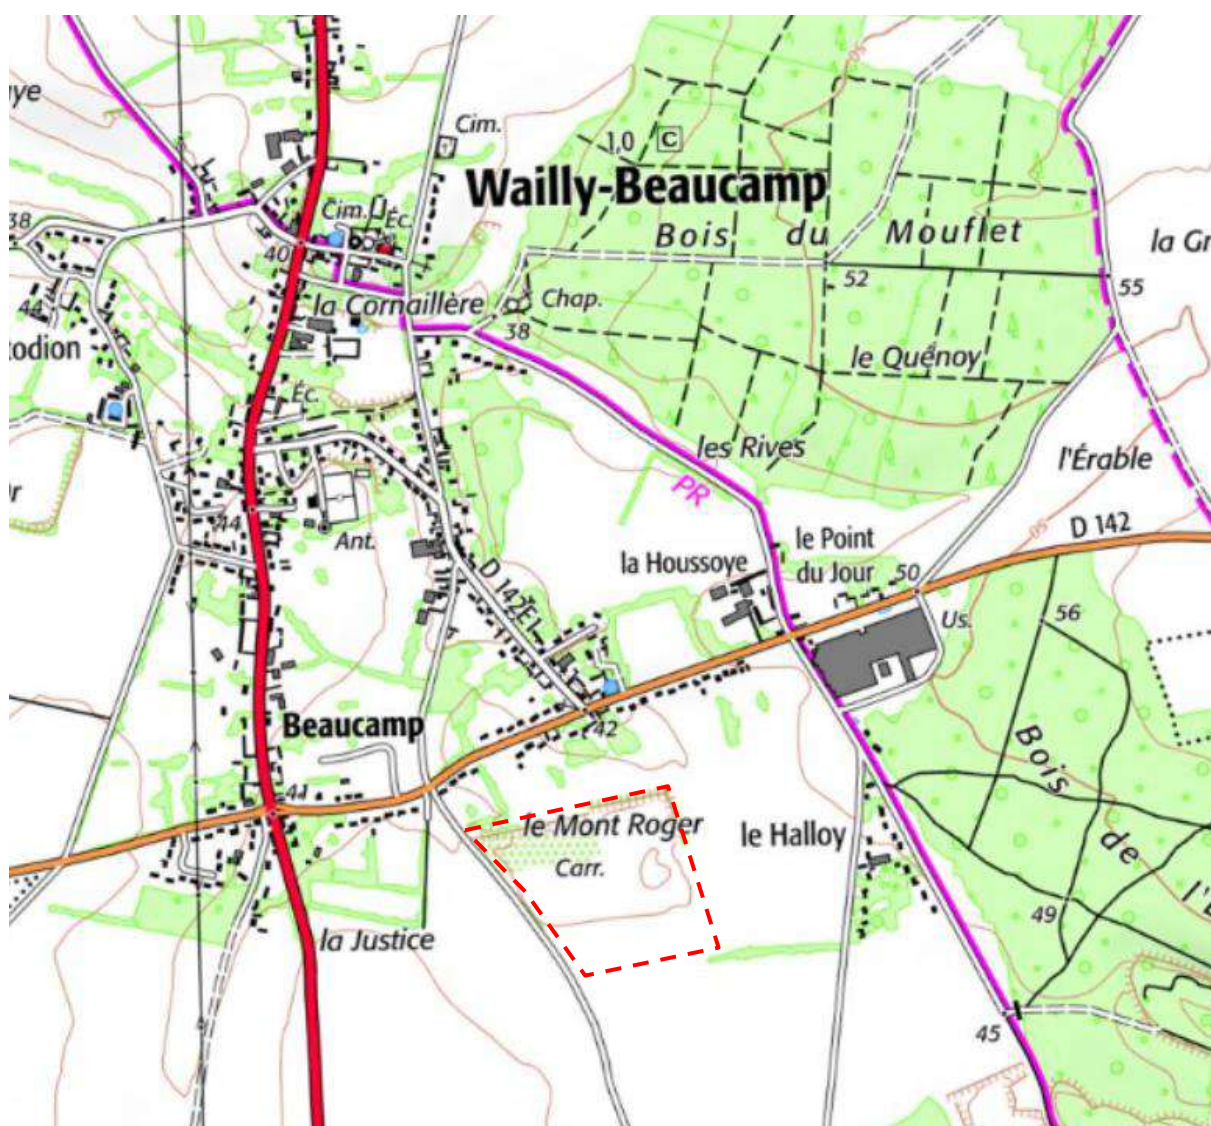 ye
Cim.
1,0 C
Wailly-Beaucamp
38
Cim.
Éc.
Bois du Mouflet
la Gr
40
52
55
44
la Cornaillère
Chap.
38
le Quénoy
odion
Éc.
les Rives
l'Érable
r
PR
44
Ant.
D 142
50
le Point
du Jour
la Houssoye
D 142E1
Us.
56
42
Beaucamp
Bois de l'
41
le Mont Roger
le Halloy
Carr.
49
la Justice
45